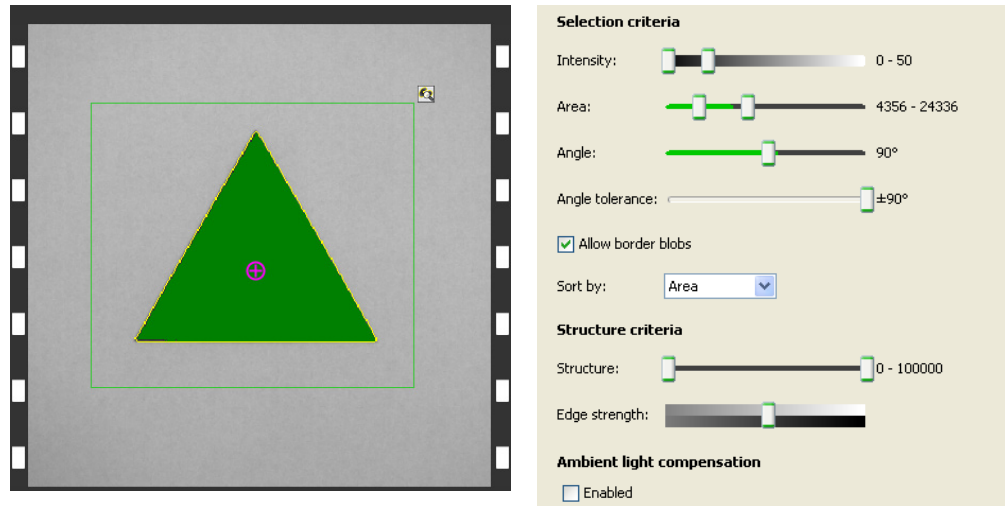 Selection criteria
Intensity: 0 - 50
Area: 4356 - 24336
Angle: 90°
Angle tolerance: ±90°
Allow border blobs
Sort by: Area
Structure criteria
Structure: 0 - 100000
Edge strength:
Ambient light compensation
Enabled